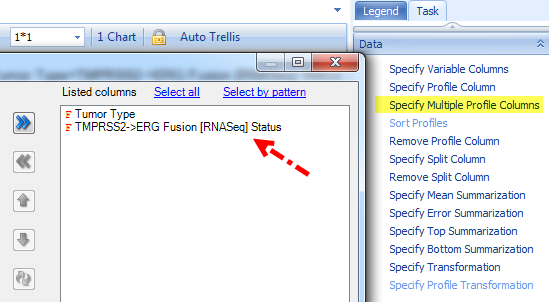 1*1
1 Chart
Auto Trellis
Legend
Task
Data
Specify Variable Columns
Specify Profile Column
Specify Multiple Profile Columns
Sort Profiles
Remove Profile Column
Specify Split Column
Remove Split Column
Specify Mean Summarization
Specify Error Summarization
Specify Top Summarization
Specify Bottom Summarization
Specify Transformation
Specify Profile Transformation
Listed columns Select all Select by pattern
Tumor Type
TMPRSS2->ERG Fusion [RNASeq] Status